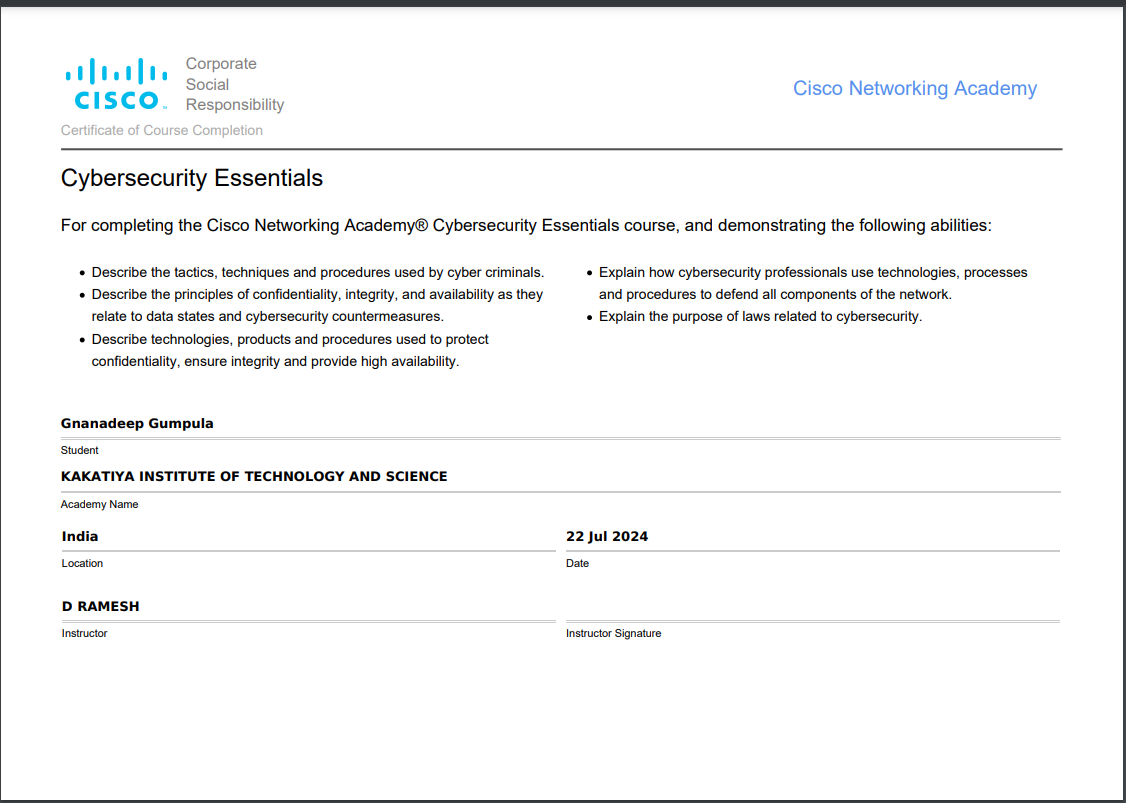 Corporate
Social
Responsibility
CISCO™
Cisco Networking Academy
Certificate of Course Completion
Cybersecurity Essentials
For completing the Cisco Networking Academy® Cybersecurity Essentials course, and demonstrating the following abilities:
• Describe the tactics, techniques and procedures used by cyber criminals.
• Describe the principles of confidentiality, integrity, and availability as they
relate to data states and cybersecurity countermeasures.
• Describe technologies, products and procedures used to protect
confidentiality, ensure integrity and provide high availability.
• Explain how cybersecurity professionals use technologies, processes
and procedures to defend all components of the network.
• Explain the purpose of laws related to cybersecurity.
Gnanadeep Gumpula
Student
KAKATIYA INSTITUTE OF TECHNOLOGY AND SCIENCE
Academy Name
India
Location
22 Jul 2024
Date
D RAMESH
Instructor
Instructor Signature